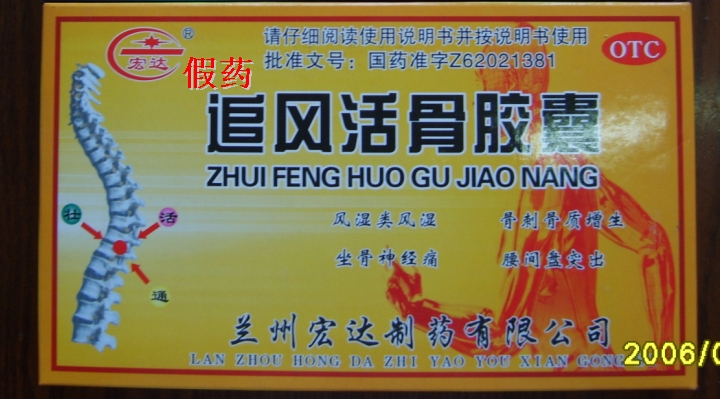 请仔细阅读使用说明书并按说明书使用
批准文号：国药准字Z62021381
OTC
宏达
®
假药
追风活骨胶囊
ZHUI FENG HUO GU JIAO NANG
风湿类风湿 骨刺骨质增生
坐骨神经痛 腰间盘突出
壮
活
通
兰州宏达制药有限公司
LAN ZHOU HONG DA ZHI YAO YOU XIAN GONG
2006/0